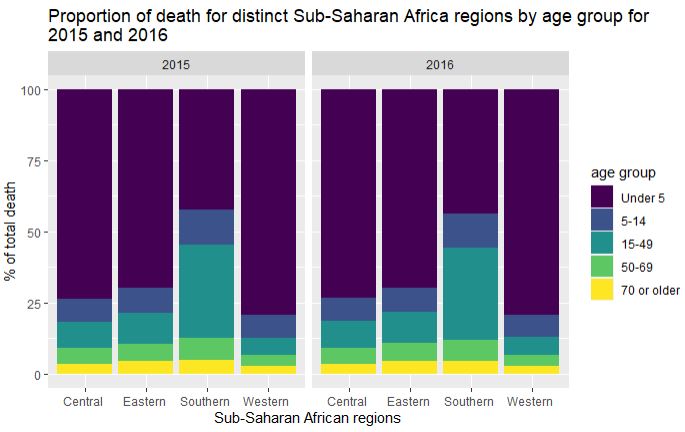 Proportion of death for distinct Sub-Saharan Africa regions by age group for
2015 and 2016
2015
2016
100
75
50
25
0
% of total death
Central
Eastern
Southern
Western
Central
Eastern
Southern
Western
Sub-Saharan African regions
age group
Under 5
5-14
15-49
50-69
70 or older